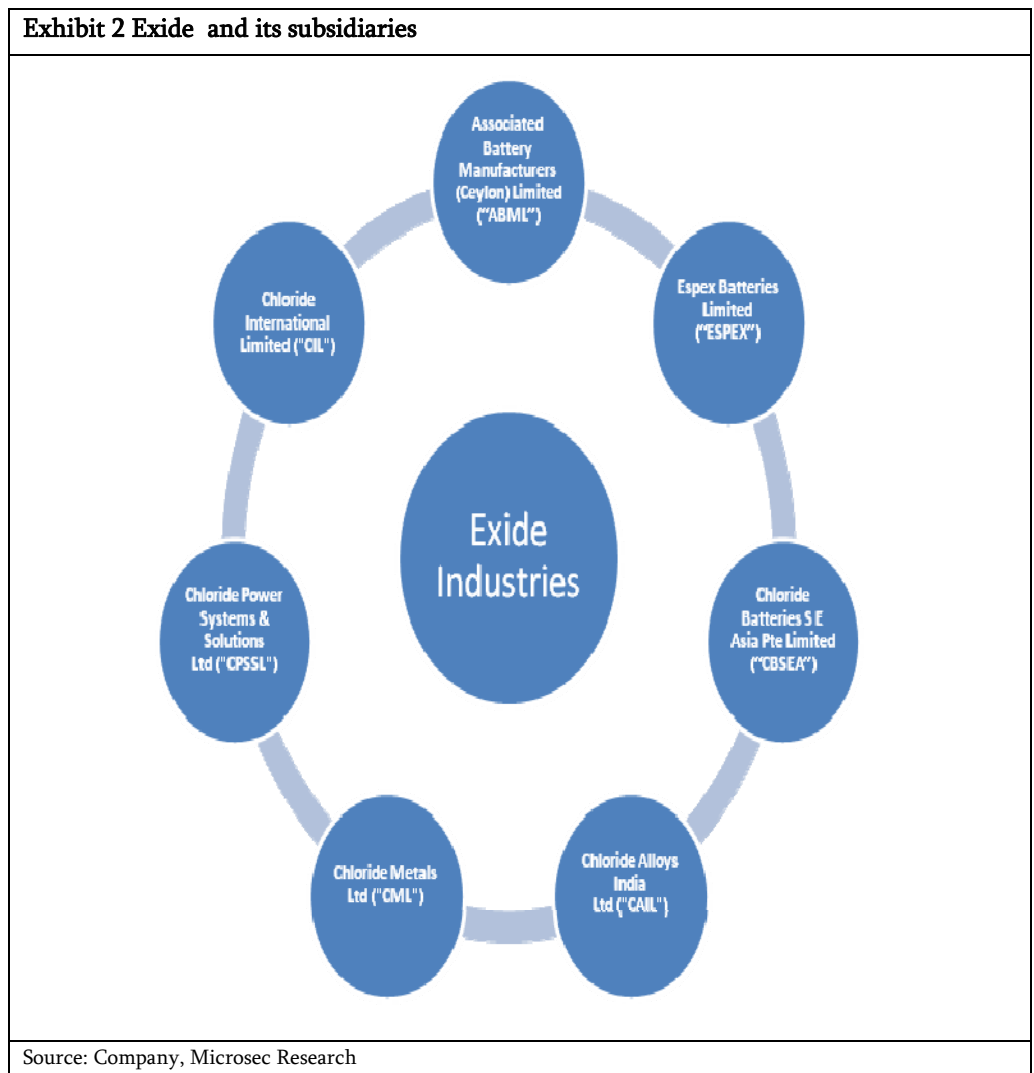 Exhibit 2 Exide and its subsidiaries
Associated
Battery
Manufacturers
(Ceylon) Limited
("ABML")
Espex Batteries
Limited
("ESPEX")
Chloride
Batteries S E
Asia Pte Limited
("CBSEA")
Chloride Alloys
India
Ltd ("CAIL")
Chloride Metals
Ltd ("CML")
Chloride Power
Systems &
Solutions
Ltd ("CPSSL")
Chloride
International
Limited ("CIL")
Exide
Industries
Source: Company, Microsec Research